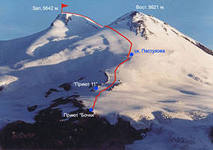 Зап. 5642 м.
Вост. 5621 м.
ск. Пастухова
"Приют 11"
Приют "Бочки"